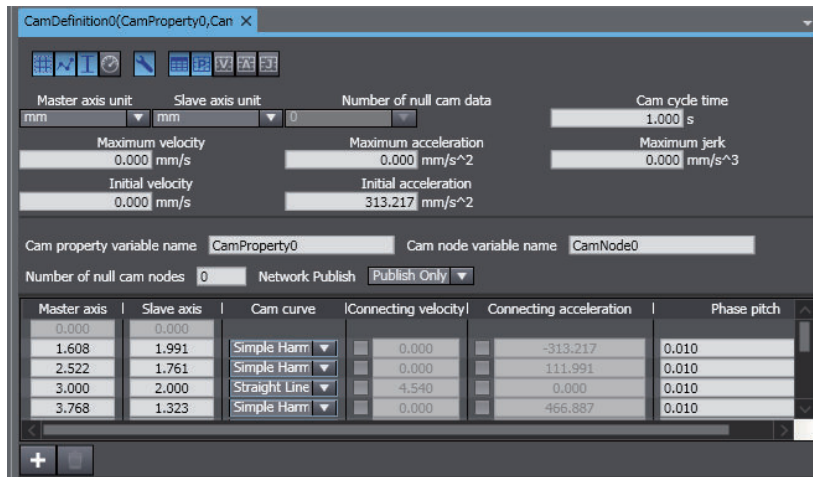 CamDefinition0(CamProperty0,Can
Master axis unit Slave axis unit Number of null cam data Cam cycle time
mm mm 0 1.000 s
Maximum velocity Maximum acceleration Maximum jerk
0.000 mm/s 0.000 mm/s^2 0.000 mm/s^3
Initial velocity Initial acceleration
0.000 mm/s 313.217 mm/s^2
Cam property variable name CamProperty0 Cam node variable name CamNode0
Number of null cam nodes 0 Network Publish Publish Only
Master axis | Slave axis | Cam curve |Connecting velocity| Connecting acceleration | Phase pitch
0.000 0.000
1.608 1.991 Simple Harm 0.000 -313.217 0.010
2.522 1.761 Simple Harm 0.000 111.991 0.010
3.000 2.000 Straight Line 4.540 0.000 0.010
3.768 1.323 Simple Harm 0.000 466.887 0.010